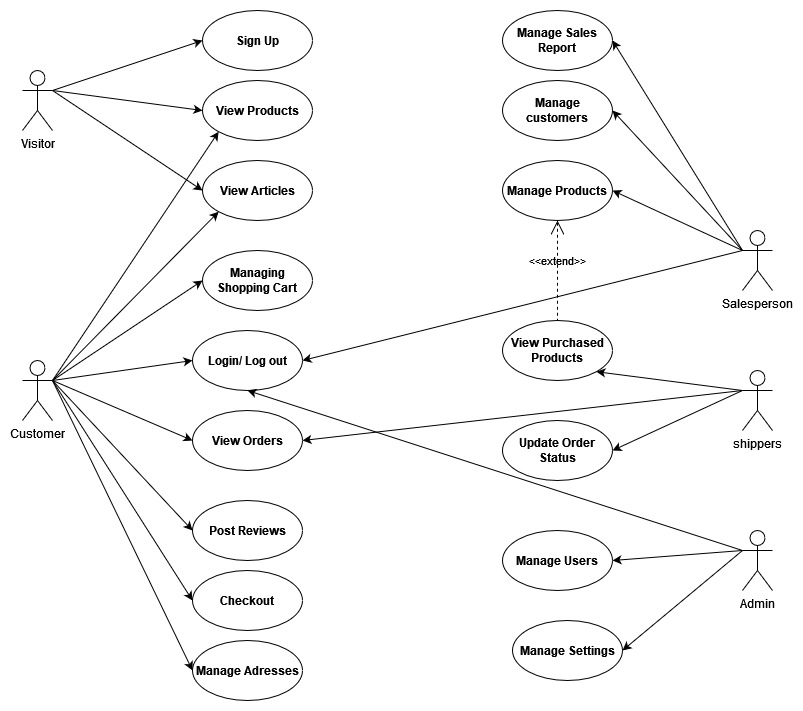 Sign Up
Manage Sales
Report
View Products
Manage
customers
Visitor
View Articles
Manage Products
<<extend>>
Managing
Shopping Cart
Salesperson
Login/ Log out
View Purchased
Products
Customer
View Orders
Update Order
Status
shippers
Post Reviews
Manage Users
Checkout
Admin
Manage Adresses
Manage Settings